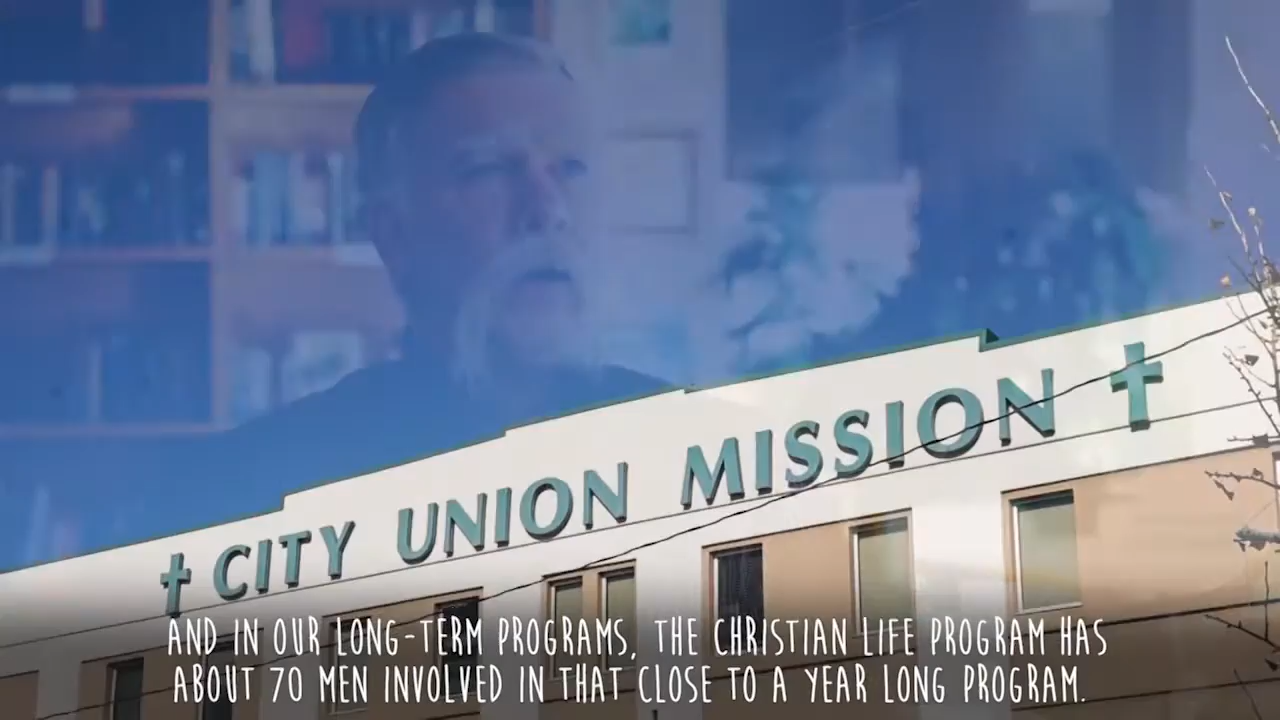 † CITY UNION MISSION †
AND IN OUR LONG-TERM PROGRAMS, THE CHRISTIAN LIFE PROGRAM HAS
ABOUT 70 MEN INVOLVED IN THAT CLOSE TO A YEAR LONG PROGRAM.